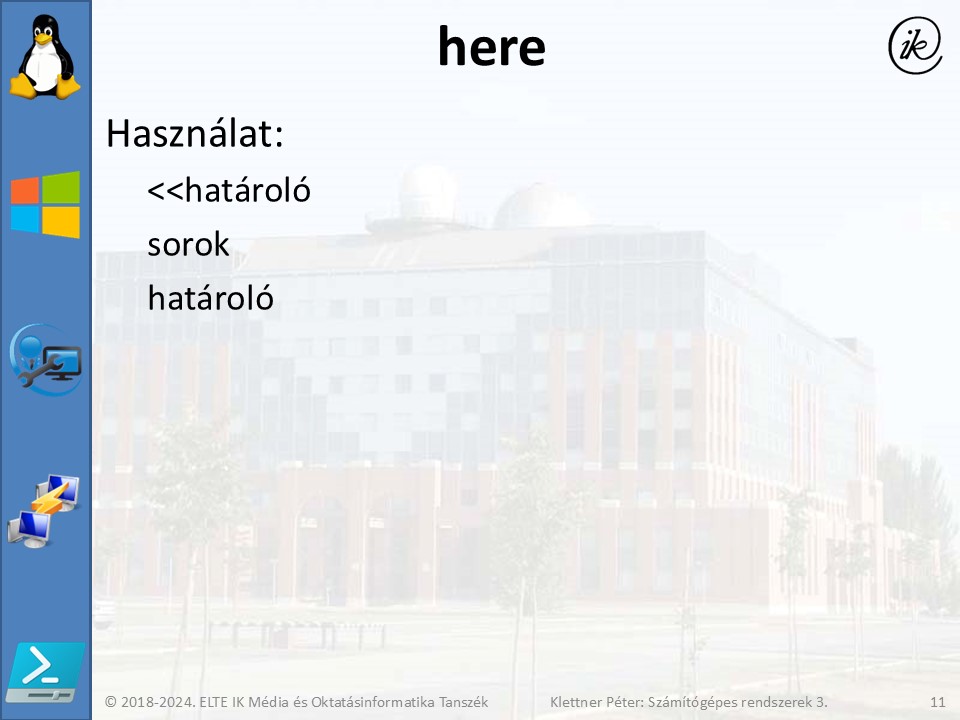 here
ik
Használat:
<<határoló
sorok
határoló
© 2018-2024. ELTE IK Média és Oktatásinformatika Tanszék
Klettner Péter: Számítógépes rendszerek 3.
11